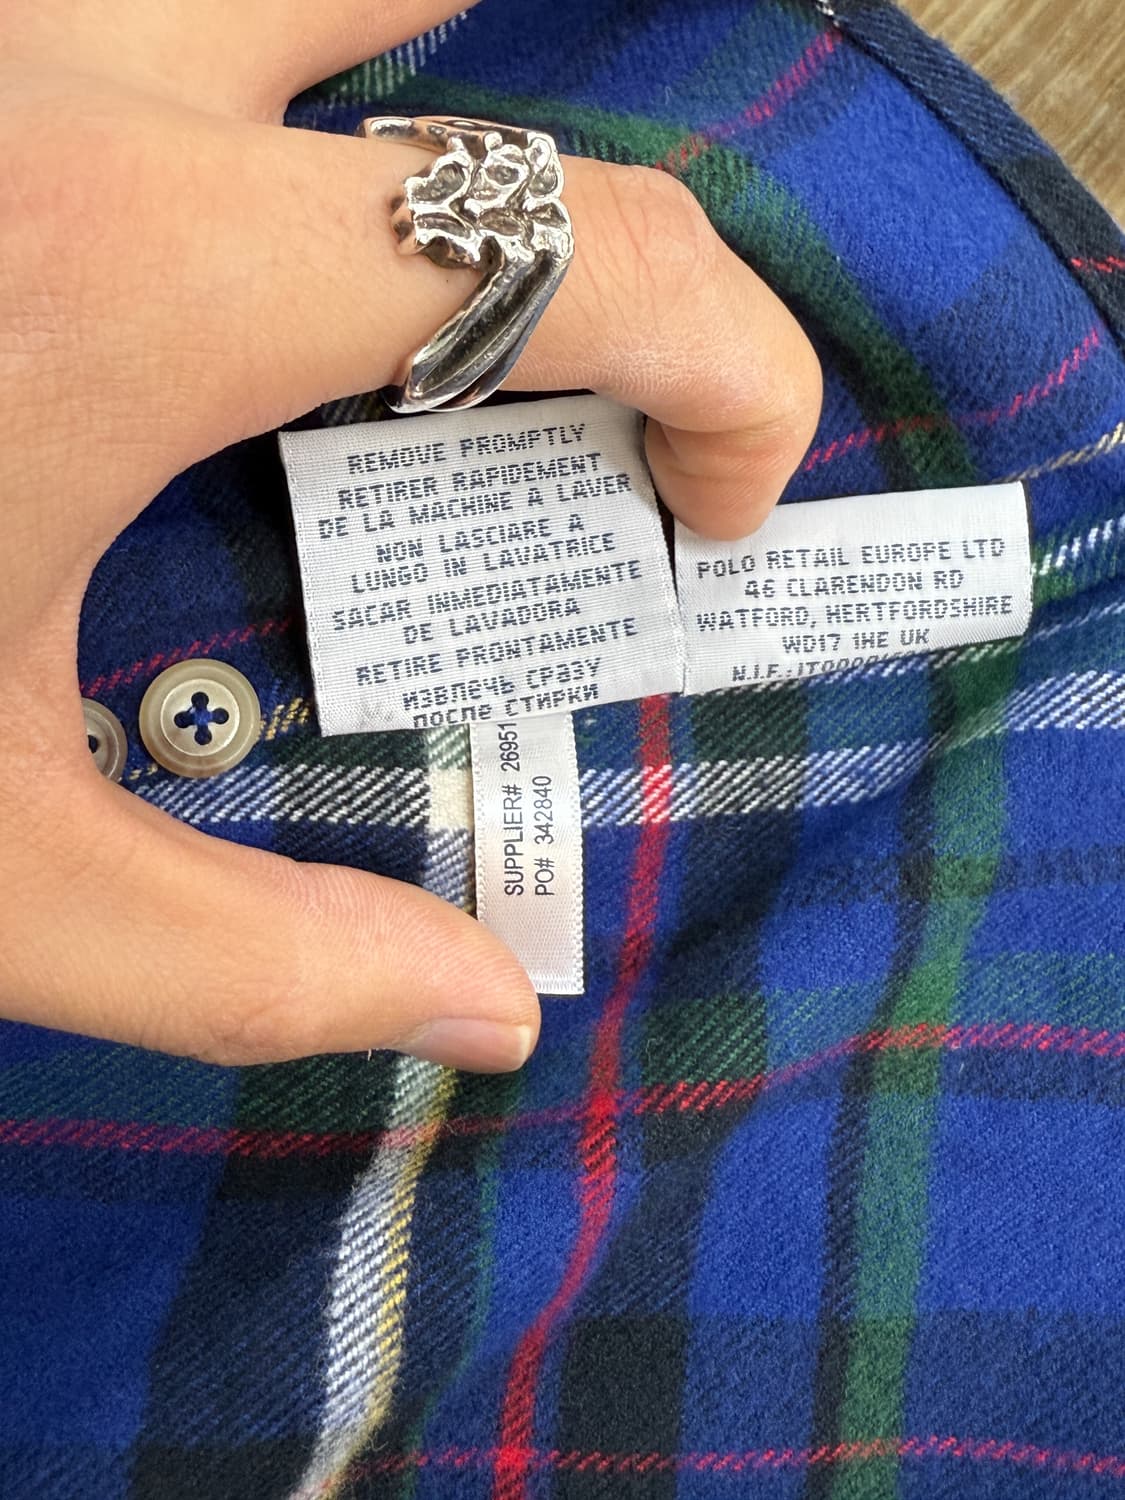 REMOVE PROMPTLY
RETIRER RAPIDEMENT
DE LA MACHINE A LAVER
NON LASCIARE A
LUNGO IN LAVATRICE
SACAR INMEDIATAMENTE
DE LAVADORA
RETIRE PRONTAMENTE
ИЗВЛЕЧЬ СРАЗУ
ПОСЛЕ СТИРКИ
POLO RETAIL EUROPE LTD
46 CLARENDON RD
WATFORD, HERTFORDSHIRE
WD17 1HE UK
N.I.F.:
SUPPLIER# 26951
PO# 342840